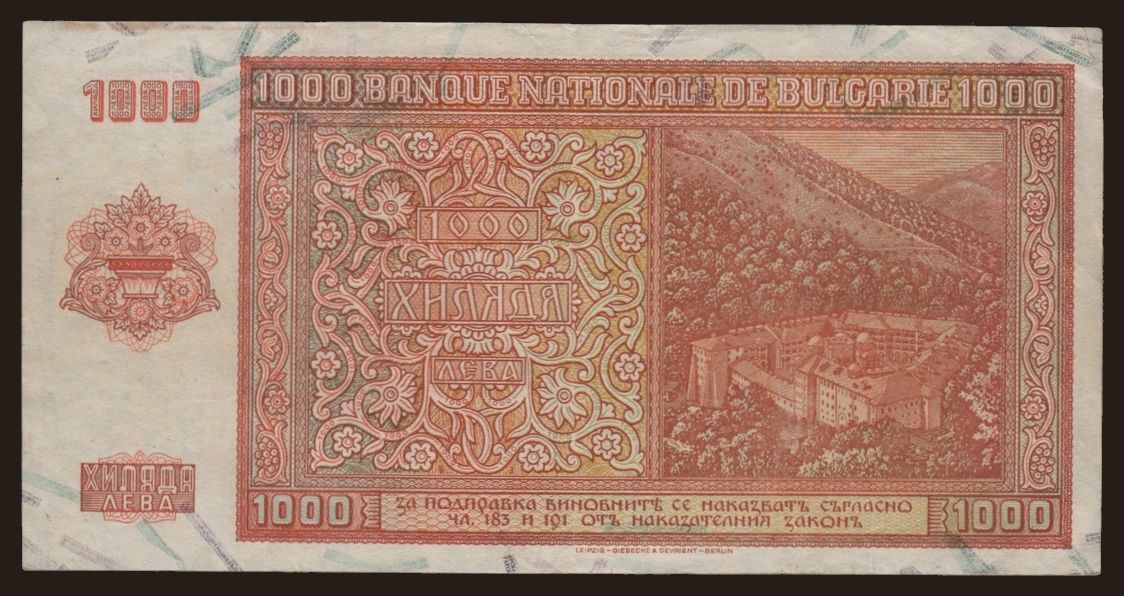 1000
1000 BANQUE NATIONALE DE BULGARIE 1000
1000
ХИЛЯДА
ЛЕВА
ХИЛЯДА
ЛЕВА
1000 ЗА ПОДПРАВКА ВИНОВНИТѢ СЕ НАКАЗВАТЪ СЪГЛАСНО 1000
ЧЛ. 183 И 191 ОТЪ НАКАЗАТЕЛНИЯ ЗАКОНЪ
LEIPZIG – GIESECKE & DEVRIENT – BERLIN